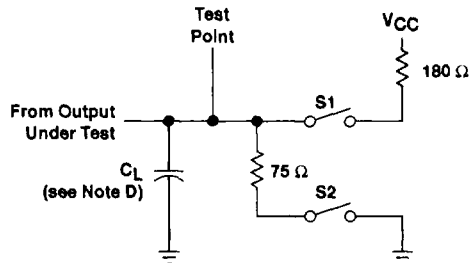 Test
Point
VCC
180 Ω
S1
From Output
Under Test
CL
(see Note D)
75 Ω
S2